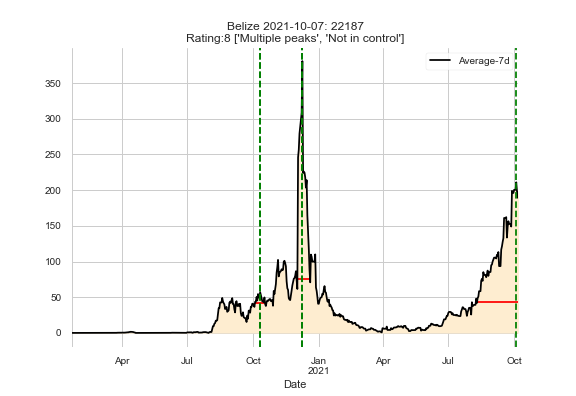 Belize 2021-10-07: 22187
Rating:8 ['Multiple peaks', 'Not in control']
Average-7d
350
300
250
200
150
100
50
0
Apr Jul Oct Jan Apr Jul Oct
2021
Date